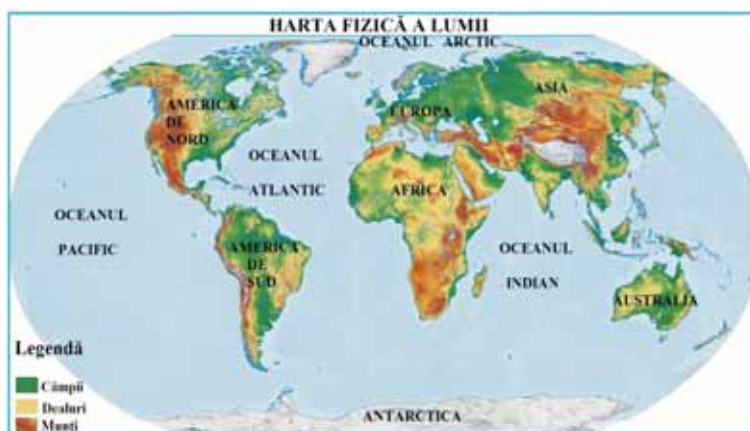 HARTA FIZICĂ A LUMII
OCEANUL ARCTIC
ASIA
AMERICA
DE
NORD
EUROPA
OCEANUL
ATLANTIC
AFRICA
OCEANUL
PACIFIC
AMERICA
DE
SUD
OCEANUL
INDIAN
AUSTRALIA
Legendă
Câmpii
Dealuri
Munți
ANTARCTICA